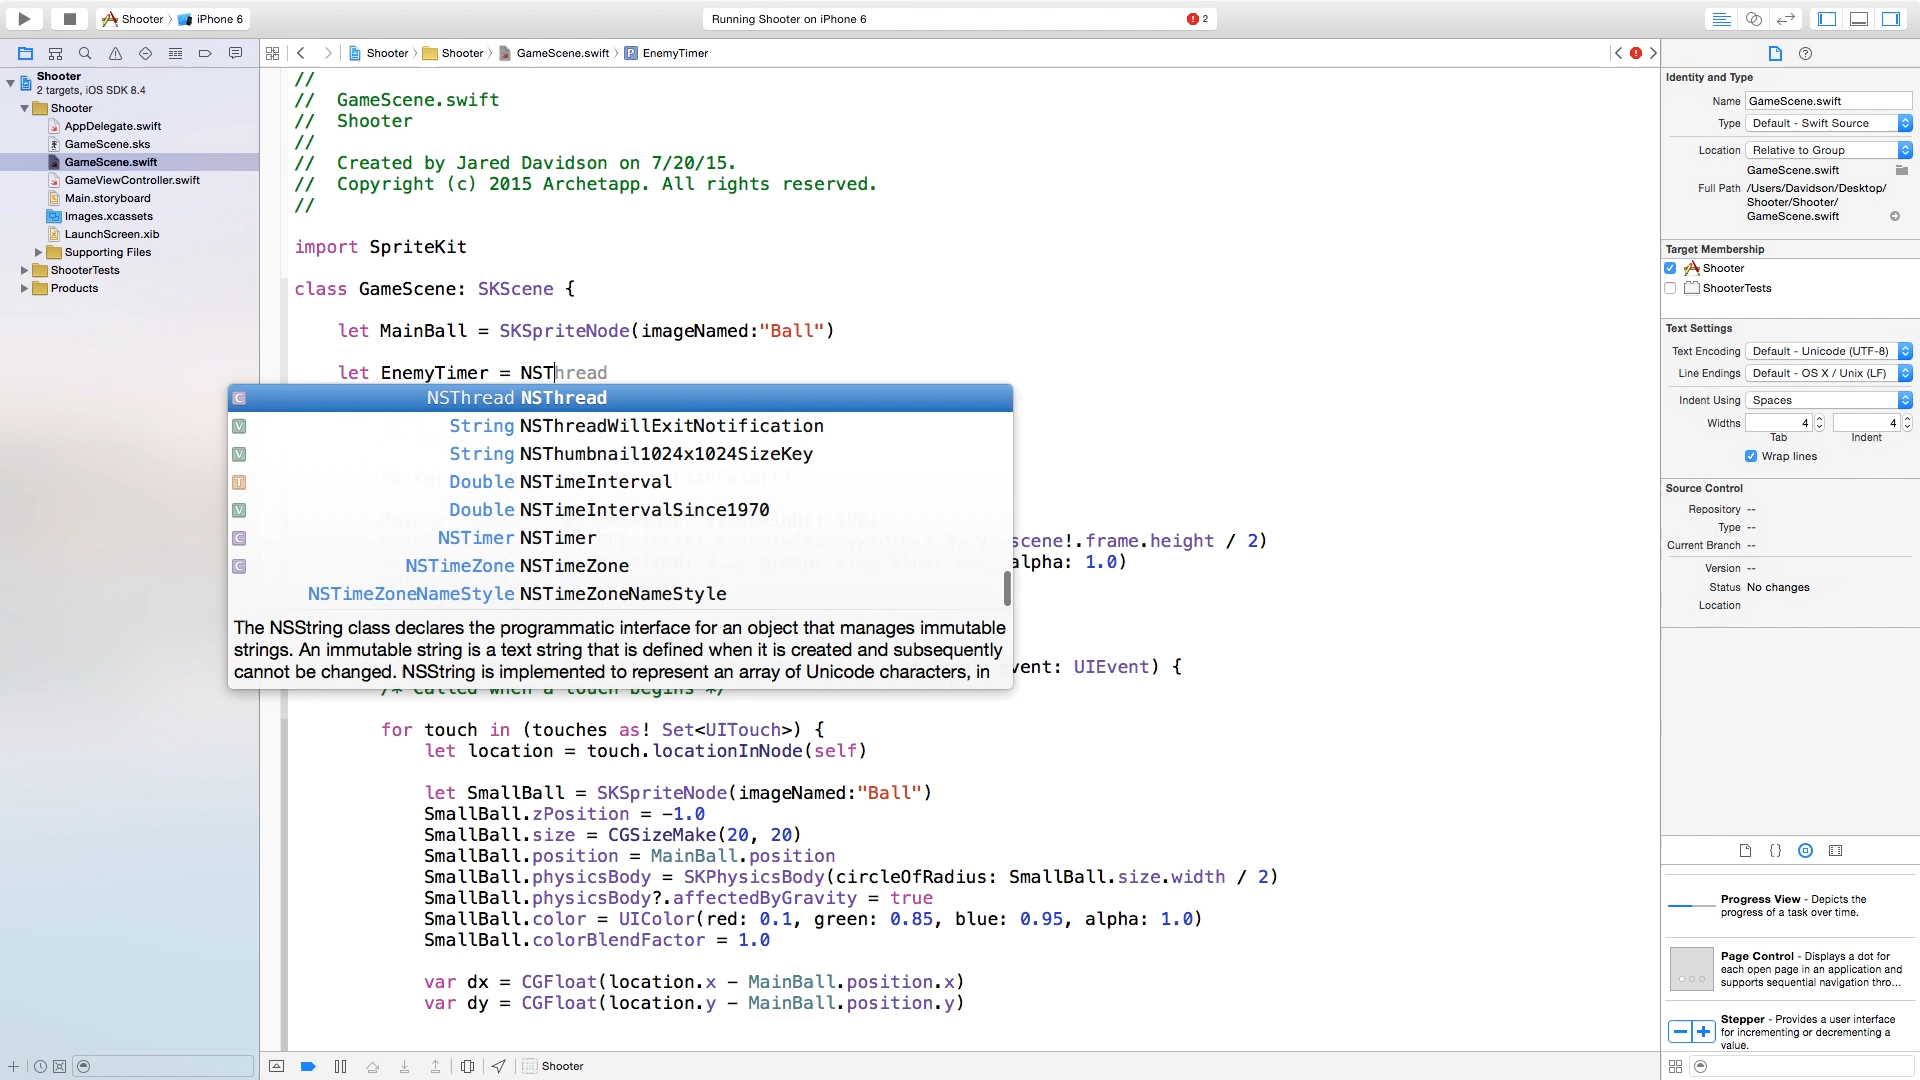 Shooter
iPhone 6
Running Shooter on iPhone 6
2
Shooter
Shooter
GameScene.swift
EnemyTimer
Shooter
2 targets, iOS SDK 8.4
Shooter
AppDelegate.swift
GameScene.sks
GameScene.swift
GameViewController.swift
Main.storyboard
Images.xcassets
LaunchScreen.xib
Supporting Files
ShooterTests
Products
//
// GameScene.swift
// Shooter
//
// Created by Jared Davidson on 7/20/15.
// Copyright (c) 2015 Archetapp. All rights reserved.
//
import SpriteKit
class GameScene: SKScene {
let MainBall = SKSpriteNode(imageNamed:"Ball")
let EnemyTimer = NSThread
NSThread NSThread
String NSThreadWillExitNotification
String NSThumbnail1024x1024SizeKey
Double NSTimeInterval
Double NSTimeIntervalSince1970
NSTimer NSTimer
NSTimeZone NSTimeZone
NSTimeZoneNameStyle NSTimeZoneNameStyle
The NSString class declares the programmatic interface for an object that manages immutable
strings. An immutable string is a text string that is defined when it is created and subsequently
cannot be changed. NSString is implemented to represent an array of Unicode characters, in
scene!.frame.height / 2)
alpha: 1.0)
event: UIEvent) {
/* Called when a touch begins */
for touch in (touches as! Set<UITouch>) {
let location = touch.locationInNode(self)
let SmallBall = SKSpriteNode(imageNamed:"Ball")
SmallBall.zPosition = -1.0
SmallBall.size = CGSizeMake(20, 20)
SmallBall.position = MainBall.position
SmallBall.physicsBody = SKPhysicsBody(circleOfRadius: SmallBall.size.width / 2)
SmallBall.physicsBody?.affectedByGravity = true
SmallBall.color = UIColor(red: 0.1, green: 0.85, blue: 0.95, alpha: 1.0)
SmallBall.colorBlendFactor = 1.0
var dx = CGFloat(location.x - MainBall.position.x)
var dy = CGFloat(location.y - MainBall.position.y)
Shooter
Identity and Type
Name GameScene.swift
Type Default - Swift Source
Location Relative to Group
GameScene.swift
Full Path /Users/Davidson/Desktop/
Shooter/Shooter/
GameScene.swift
Target Membership
Shooter
ShooterTests
Text Settings
Text Encoding Default - Unicode (UTF-8)
Line Endings Default - OS X / Unix (LF)
Indent Using Spaces
Widths 4 4
Tab Indent
Wrap lines
Source Control
Repository --
Type --
Current Branch --
Version --
Status No changes
Location
Progress View - Depicts the
progress of a task over time.
Page Control - Displays a dot for
each open page in an application and
supports sequential navigation thro...
Stepper - Provides a user interface
for incrementing or decrementing a
value.